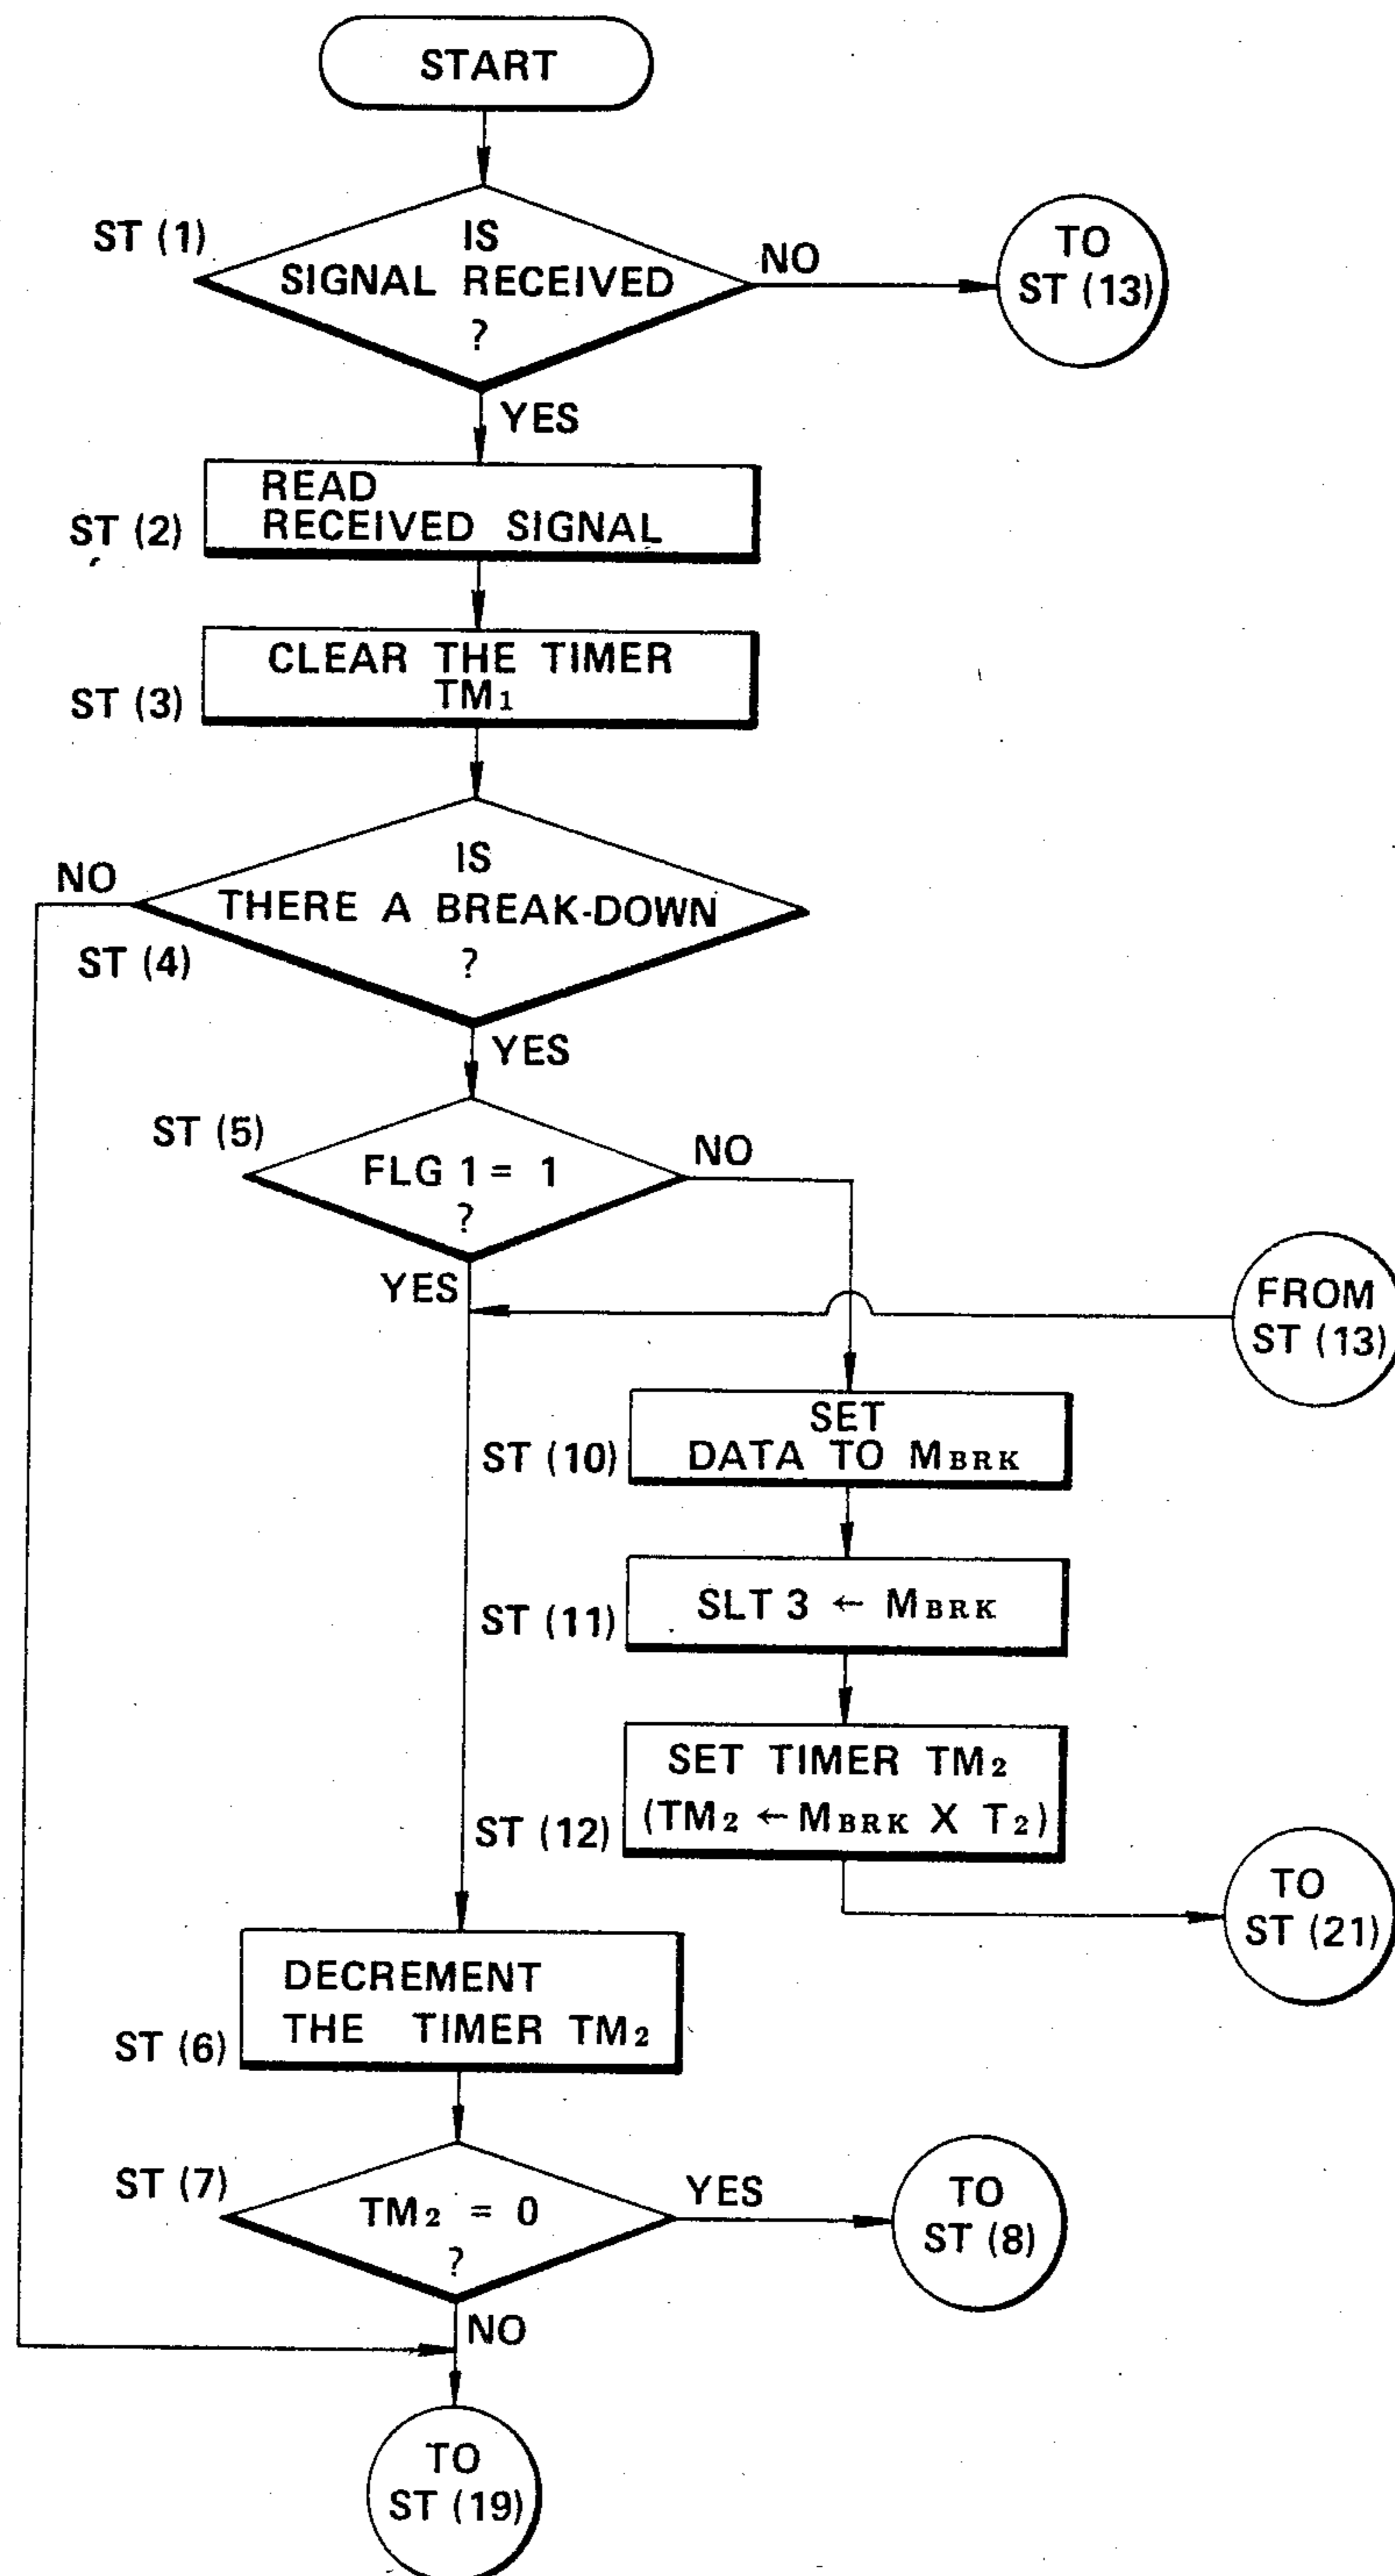 START
ST (1)
IS
SIGNAL RECEIVED
?
NO
TO
ST (13)
YES
ST (2)
READ
RECEIVED SIGNAL
ST (3)
CLEAR THE TIMER
TM₁
NO
IS
THERE A BREAK-DOWN
?
ST (4)
YES
ST (5)
FLG 1 = 1
?
NO
YES
FROM
ST (13)
ST (10)
SET
DATA TO MBRK
ST (11)
SLT 3 ← MBRK
ST (12)
SET TIMER TM₂
(TM₂ ← MBRK X T₂)
TO
ST (21)
ST (6)
DECREMENT
THE TIMER TM₂
ST (7)
TM₂ = 0
?
YES
TO
ST (8)
NO
TO
ST (19)